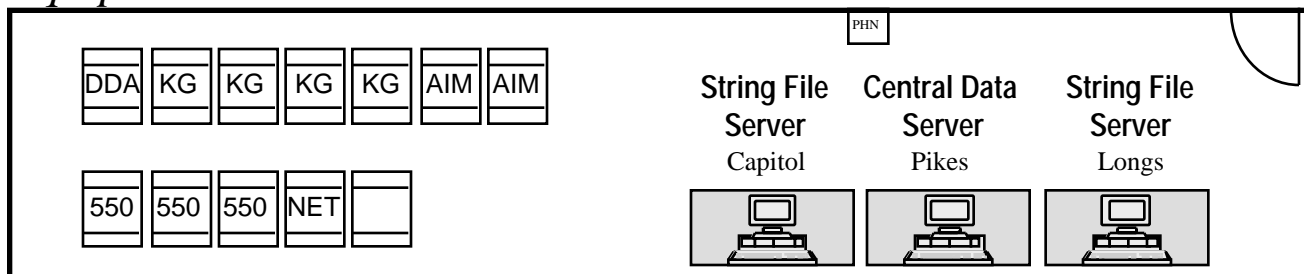 PHN
DDA KG KG KG KG AIM AIM
String File Server Central Data Server String File Server
Capitol Pikes Longs
550 550 550 NET